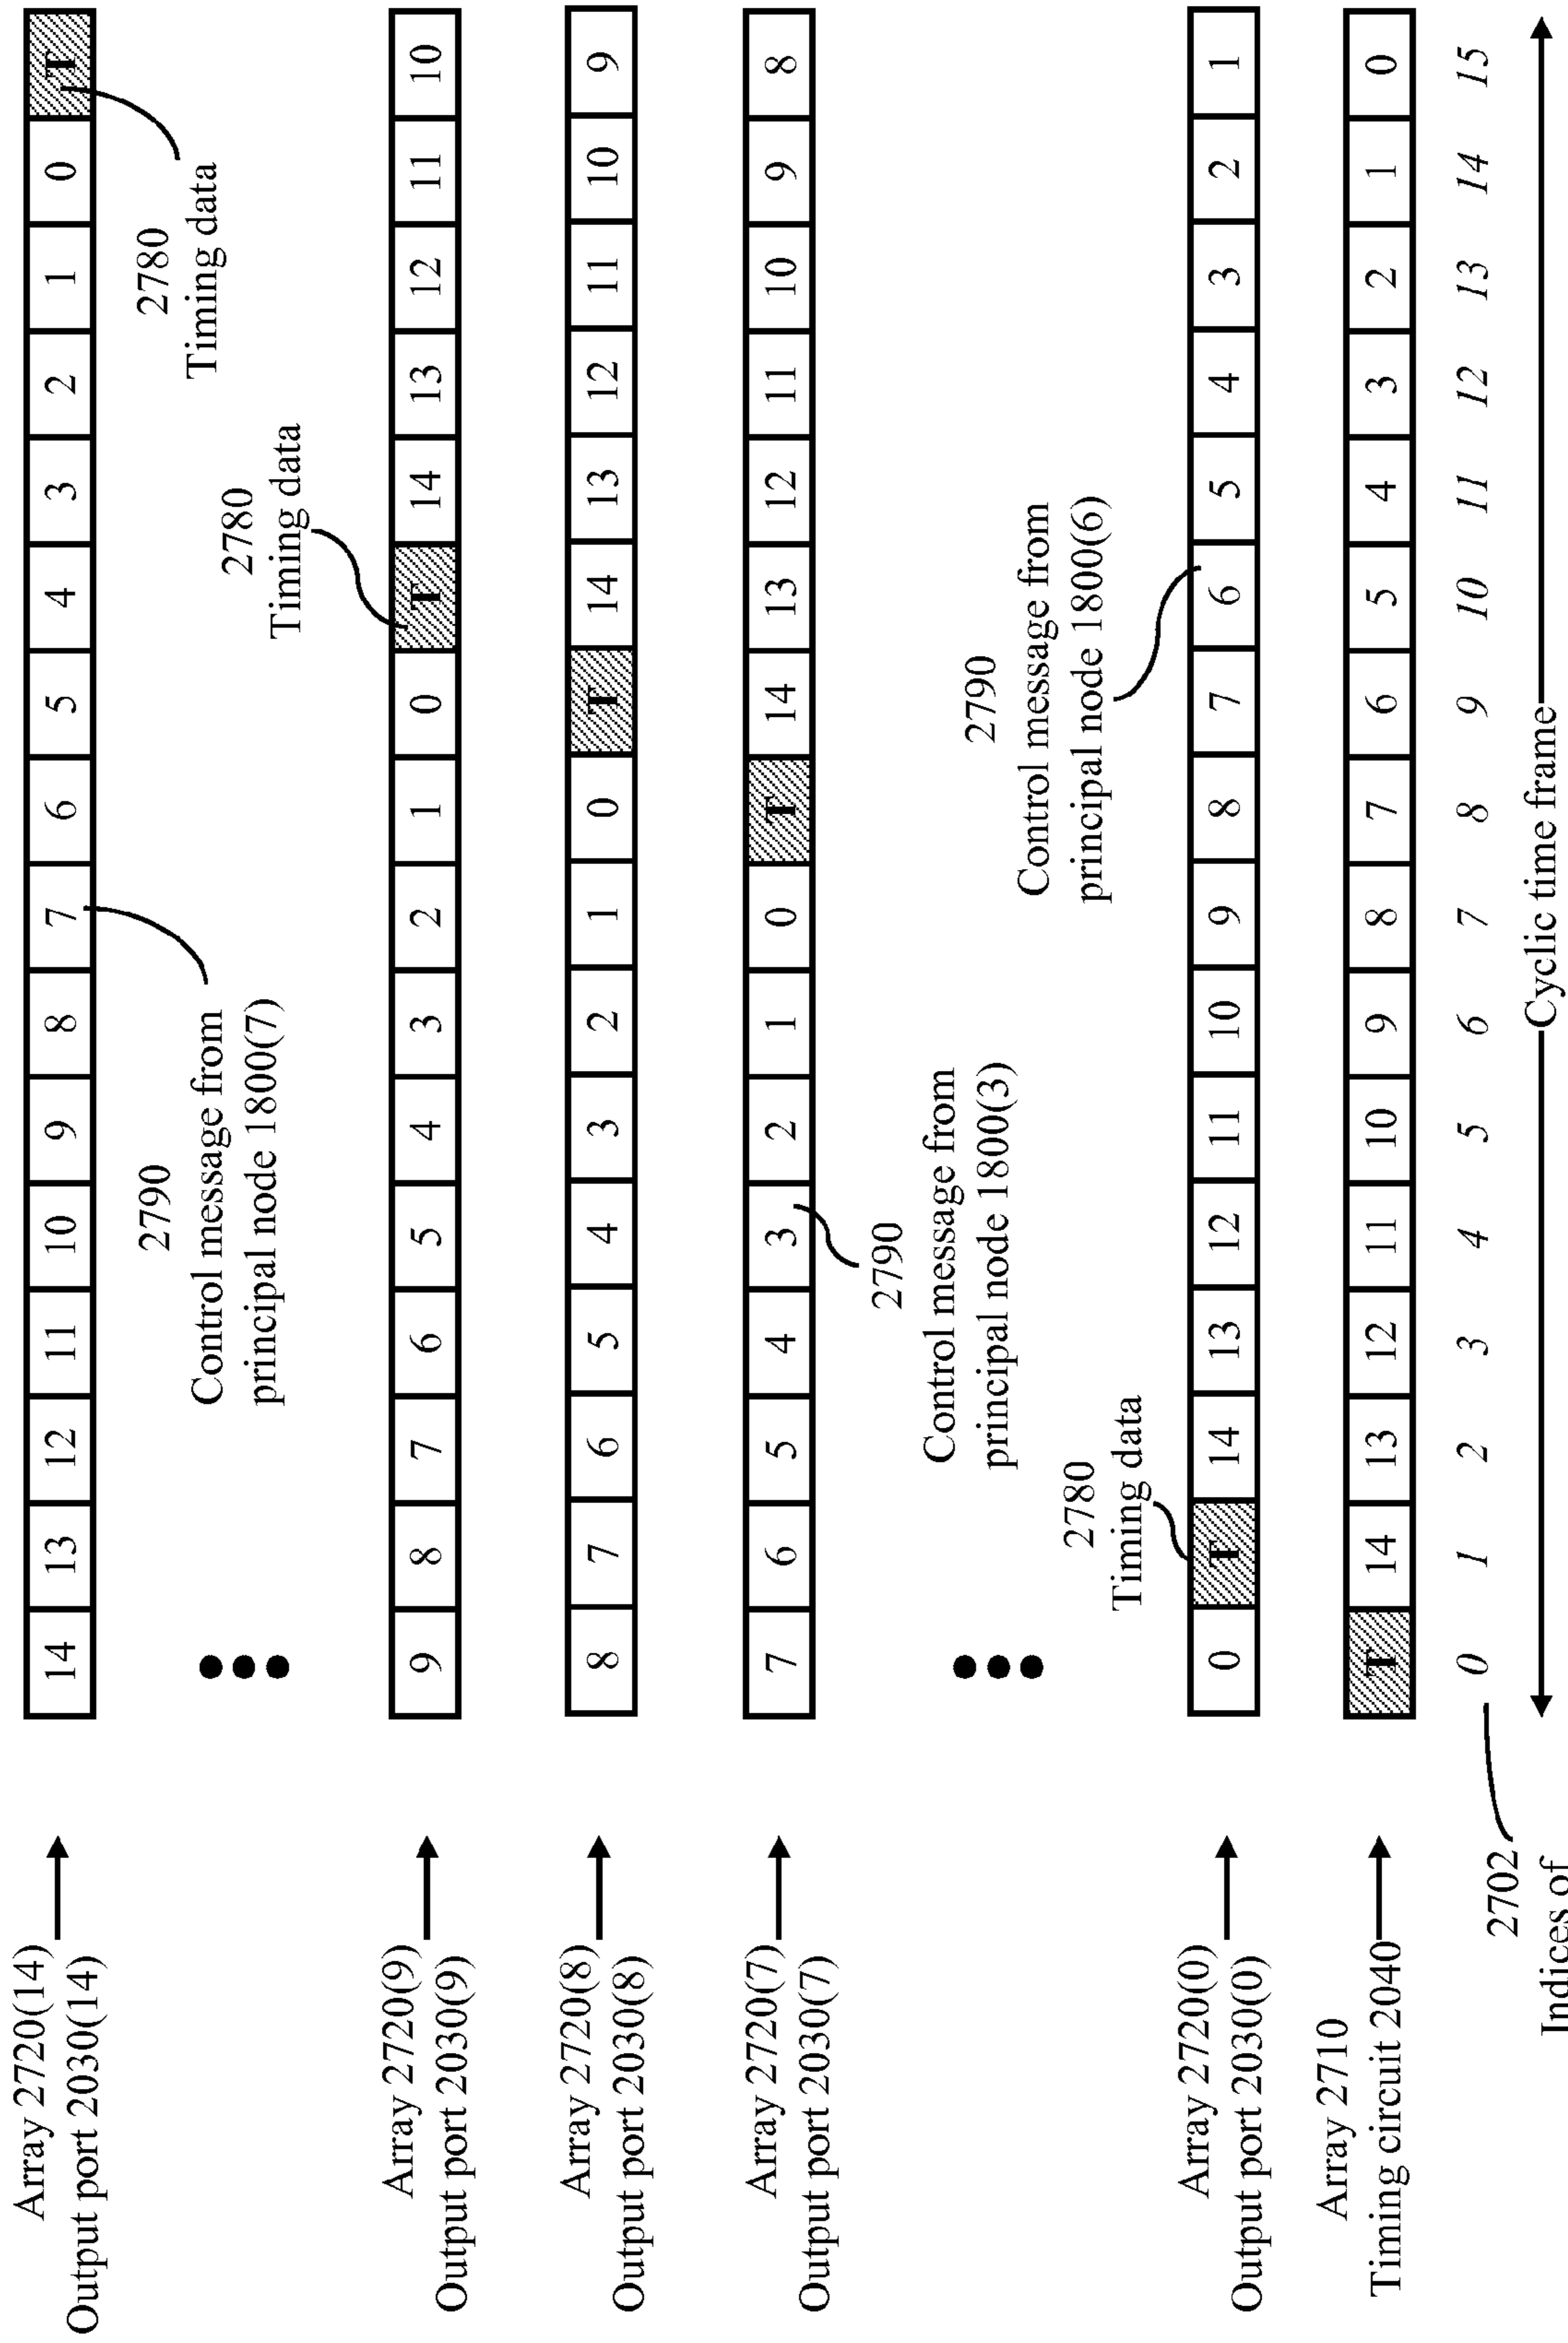 Array 2720(14)
Output port 2030(14)
14 13 12 11 10 9 8 7 6 5 4 3 2 1 0 T
2790
Control message from
principal node 1800(7)
2780
Timing data
2780
Timing data
Array 2720(9)
Output port 2030(9)
9 8 7 6 5 4 3 2 1 0 T 14 13 12 11 10
Array 2720(8)
Output port 2030(8)
8 7 6 5 4 3 2 1 0 T 14 13 12 11 10 9
Array 2720(7)
Output port 2030(7)
7 6 5 4 3 2 1 0 T 14 13 12 11 10 9 8
2790
Control message from
principal node 1800(3)
2790
Control message from
principal node 1800(6)
2780
Timing data
Array 2720(0)
Output port 2030(0)
0 T 14 13 12 11 10 9 8 7 6 5 4 3 2 1
Array 2710
Timing circuit 2040
T 14 13 12 11 10 9 8 7 6 5 4 3 2 1 0
0 1 2 3 4 5 6 7 8 9 10 11 12 13 14 15
2702
Indices of
Cyclic time frame